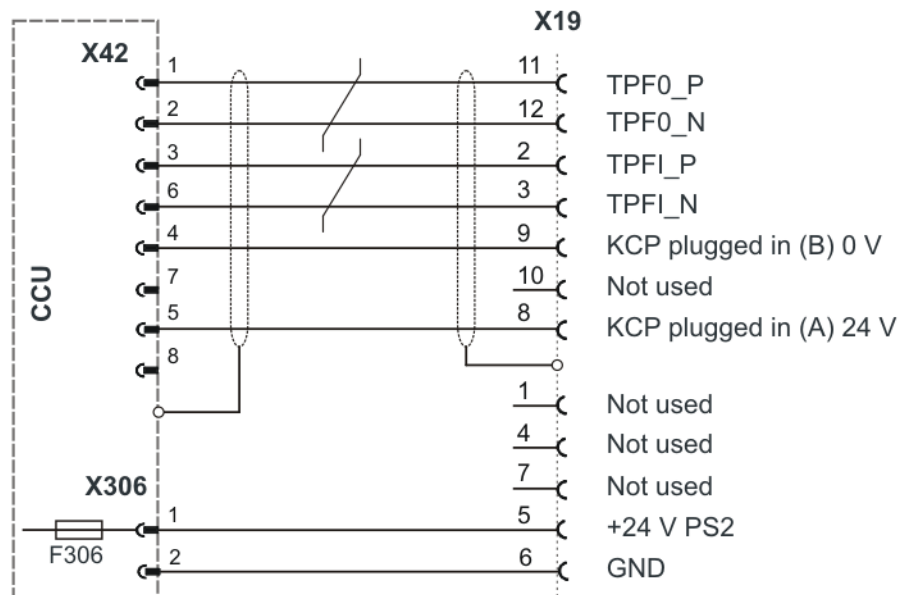 X19
X42
1 11 TPF0_P
2 12 TPF0_N
3 2 TPFI_P
6 3 TPFI_N
4 9 KCP plugged in (B) 0 V
7 10 Not used
5 8 KCP plugged in (A) 24 V
8
CCU
1 Not used
4 Not used
7 Not used
X306
1 5 +24 V PS2
F306
2 6 GND